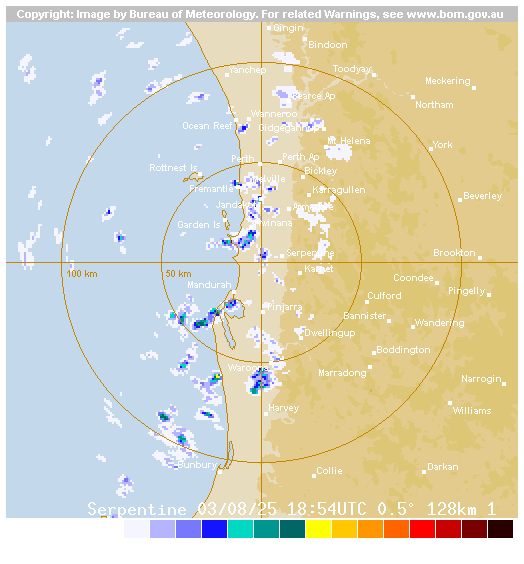 Copyright: Image by Bureau of Meteorology. For related Warnings, see www.bom.gov.au
Gingin
Bindoon
Yanchep
Toodyay
Meckering
Pearce Ap
Northam
Wanneroo
Ocean Reef
Gidgegannup
Mt Helena
York
Perth
Perth Ap
Rottnest Is
Bickley
Melville
Fremantle
Karragullen
Beverley
Jandakot
Armadale
Garden Is
Kwinana
Serpentine
Brookton
100 km
50 km
Karnet
Coondee
Mandurah
Pingelly
Culford
Pinjarra
Bannister
Wandering
Dwellingup
Boddington
Waroona
Marradong
Narrogin
Harvey
Williams
Bunbury
Collie
Darkan
Serpentine 03/08/25 18:54UTC 0.5° 128km 1